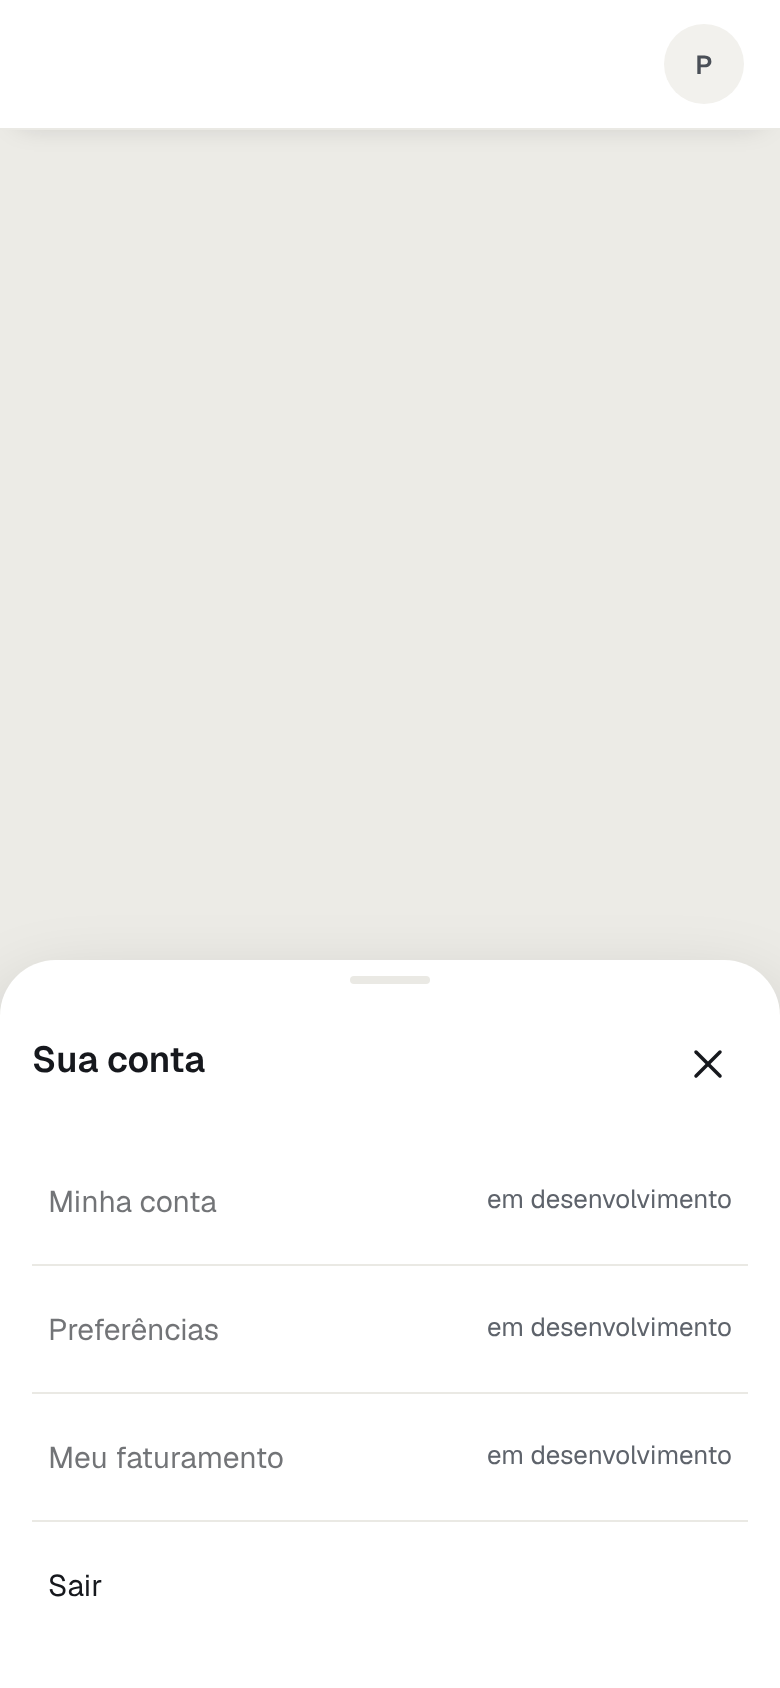 P
Sua conta
Minha conta em desenvolvimento
Preferências em desenvolvimento
Meu faturamento em desenvolvimento
Sair